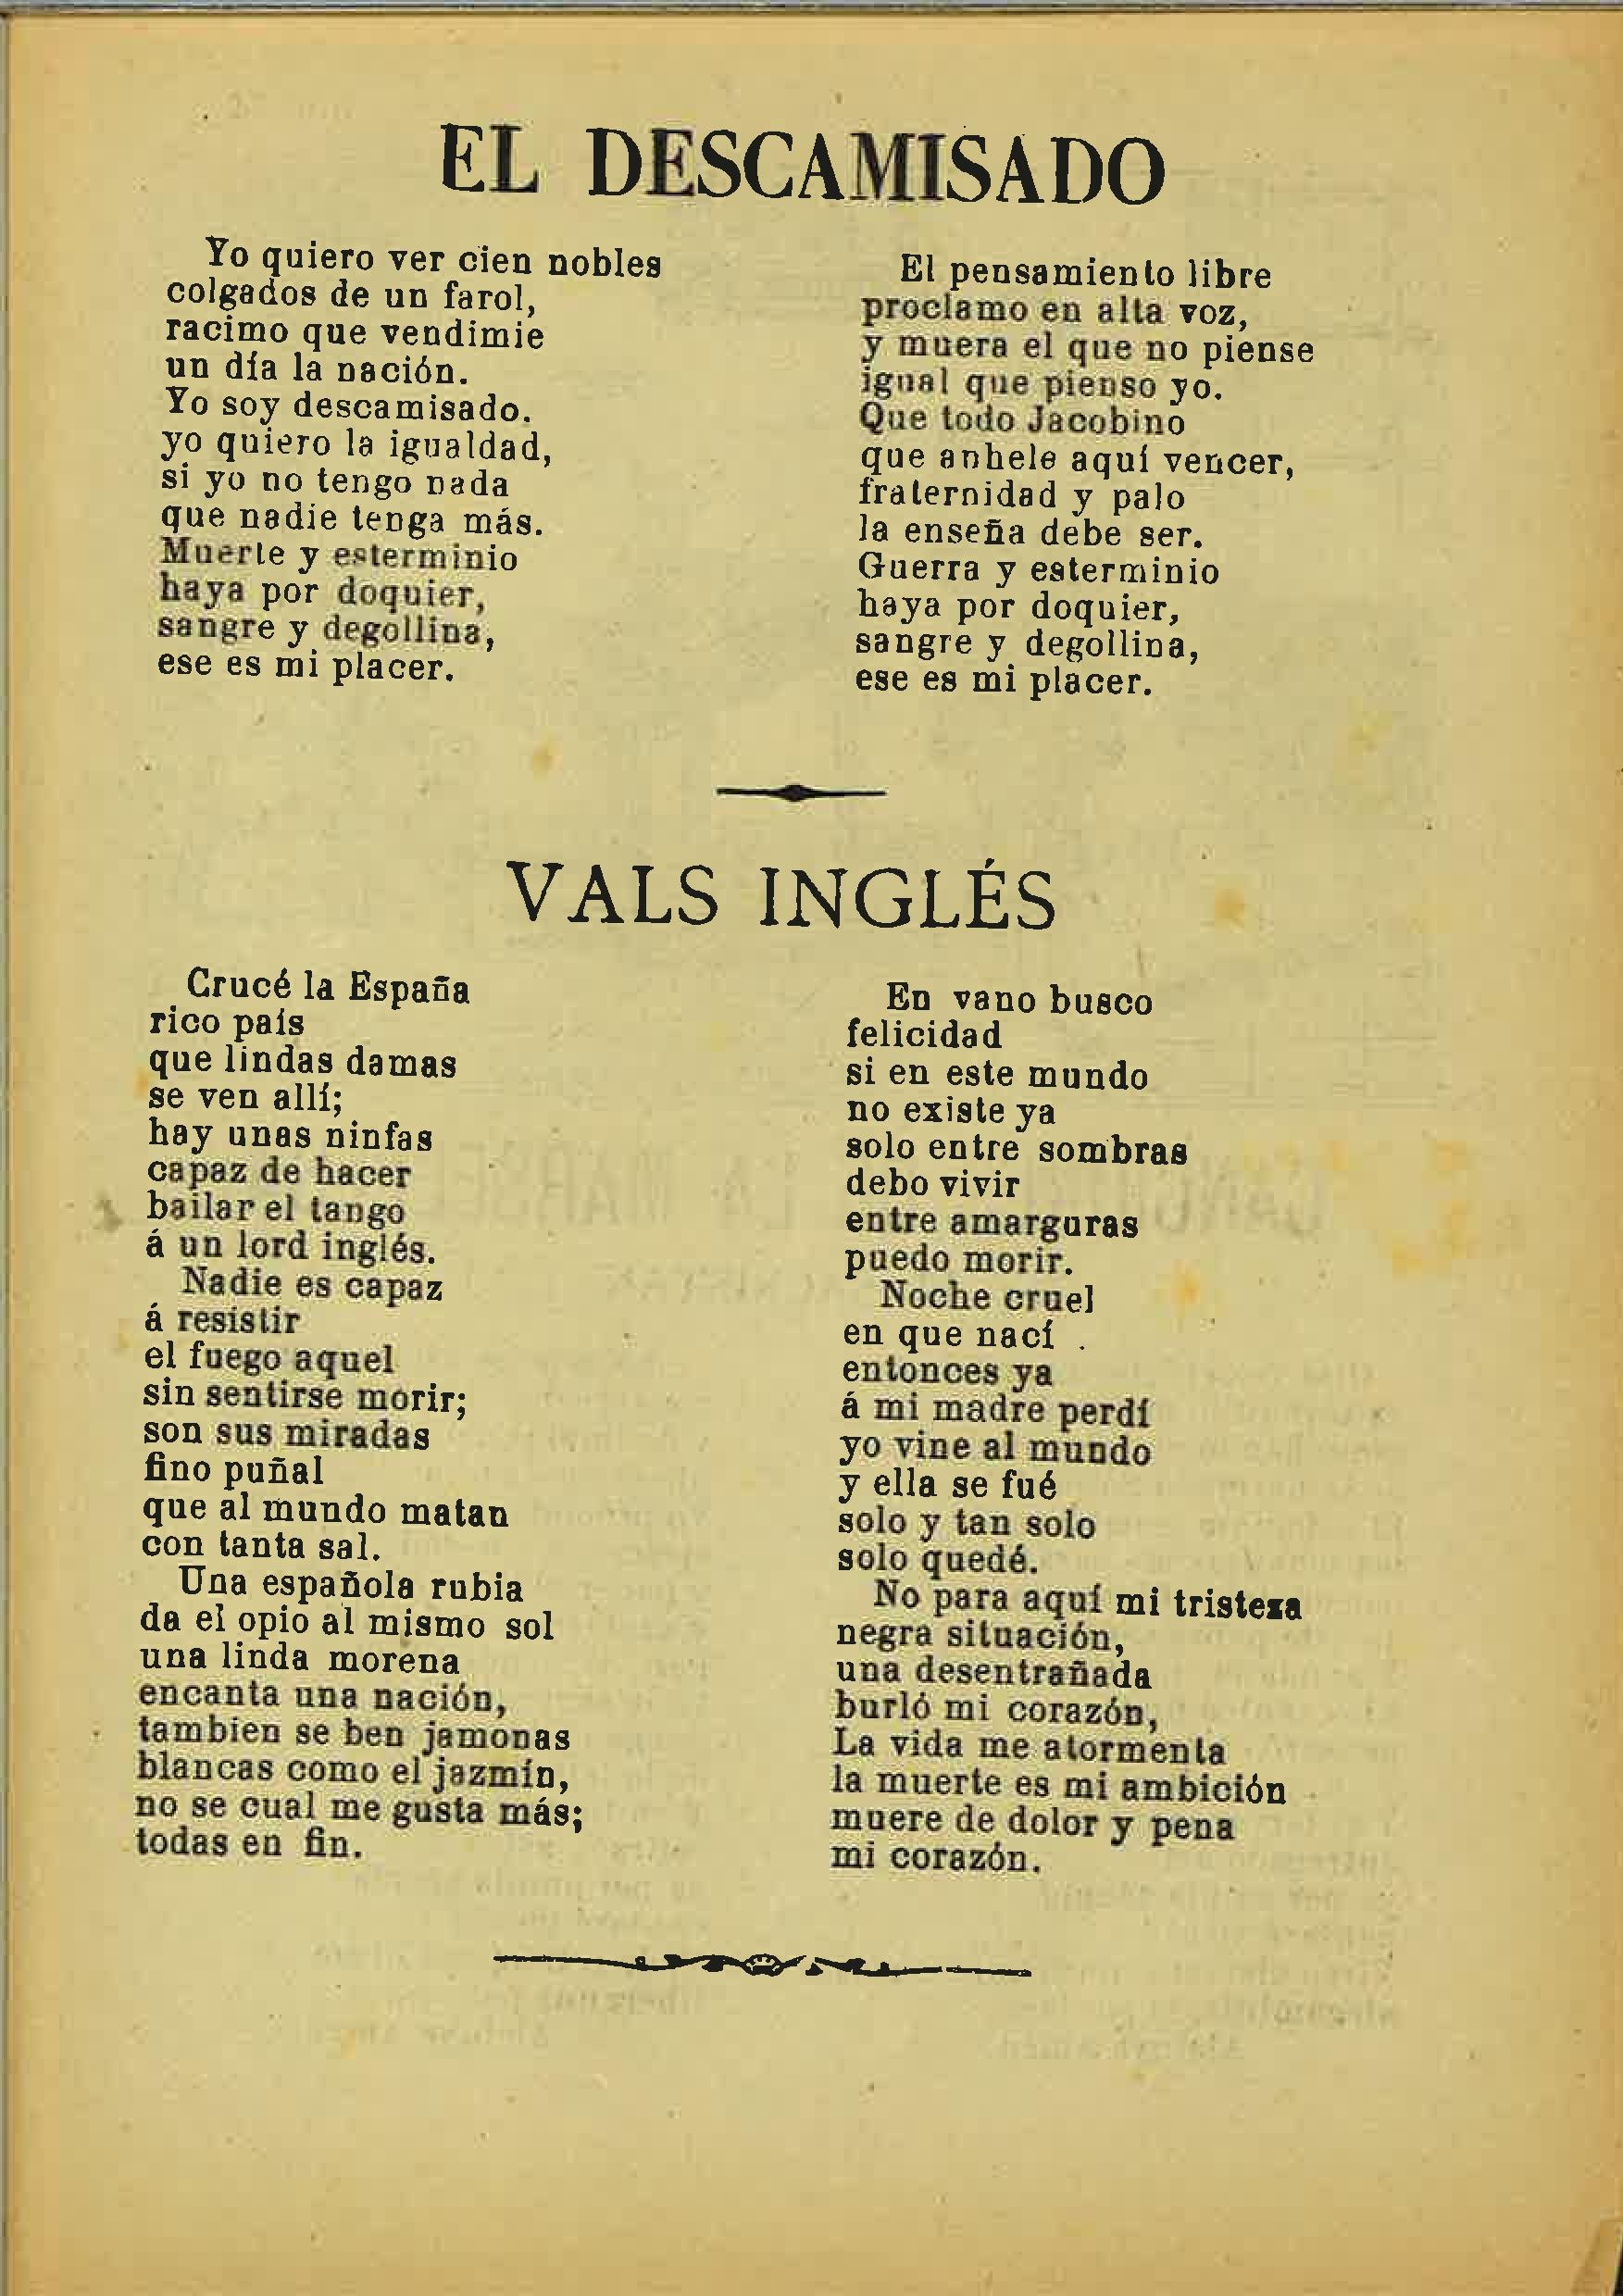 EL DESCAMISADO
Yo quiero ver cien nobles
colgados de un farol,
racimo que vendimie
un día la nación.
Yo soy descamisado.
yo quiero la igualdad,
si yo no tengo nada
que nadie tenga más.
Muerte y esterminio
haya por doquier,
sangre y degollina,
ese es mi placer.
El pensamiento libre
proclamo en alta voz,
y muera el que no piense
igual que pienso yo.
Que todo Jacobino
que anhele aquí vencer,
fraternidad y palo
la enseña debe ser.
Guerra y esterminio
haya por doquier,
sangre y degollina,
ese es mi placer.
VALS INGLÉS
Crucé la España
rico país
que lindas damas
se ven allí;
hay unas ninfas
capaz de hacer
bailar el tango
á un lord inglés.
Nadie es capaz
á resistir
el fuego aquel
sin sentirse morir;
son sus miradas
fino puñal
que al mundo matan
con tanta sal.
Una española rubia
da el opio al mismo sol
una linda morena
encanta una nación,
tambien se ben jamonas
blancas como el jazmín,
no se cual me gusta más;
todas en fin.
En vano busco
felicidad
si en este mundo
no existe ya
solo entre sombras
debo vivir
entre amarguras
puedo morir.
Noche cruel
en que nací
entonces ya
á mi madre perdí
yo vine al mundo
y ella se fué
solo y tan solo
solo quedé.
No para aquí mi tristeza
negra situación,
una desentrañada
burló mi corazón,
La vida me atormenta
la muerte es mi ambición
muere de dolor y pena
mi corazón.